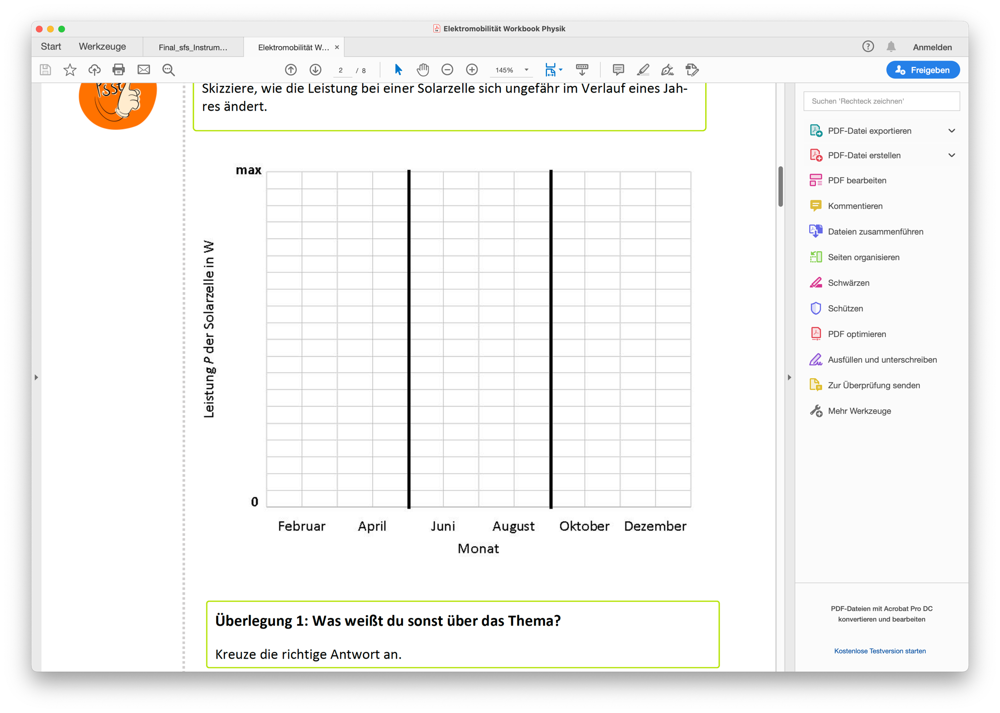 Elektromobilität Workbook Physik
Start
Werkzeuge
Final_sfs_Instrum...
Elektromobilität W...
Anmelden
2 / 8
145%
Freigeben
Psst
Skizziere, wie die Leistung bei einer Solarzelle sich ungefähr im Verlauf eines Jah-
res ändert.
max
Leistung P der Solarzelle in W
0
Februar
April
Juni
August
Oktober
Dezember
Monat
Überlegung 1: Was weißt du sonst über das Thema?
Kreuze die richtige Antwort an.
Suchen 'Rechteck zeichnen'
PDF-Datei exportieren
PDF-Datei erstellen
PDF bearbeiten
Kommentieren
Dateien zusammenführen
Seiten organisieren
Schwärzen
Schützen
PDF optimieren
Ausfüllen und unterschreiben
Zur Überprüfung senden
Mehr Werkzeuge
PDF-Dateien mit Acrobat Pro DC
konvertieren und bearbeiten
Kostenlose Testversion starten